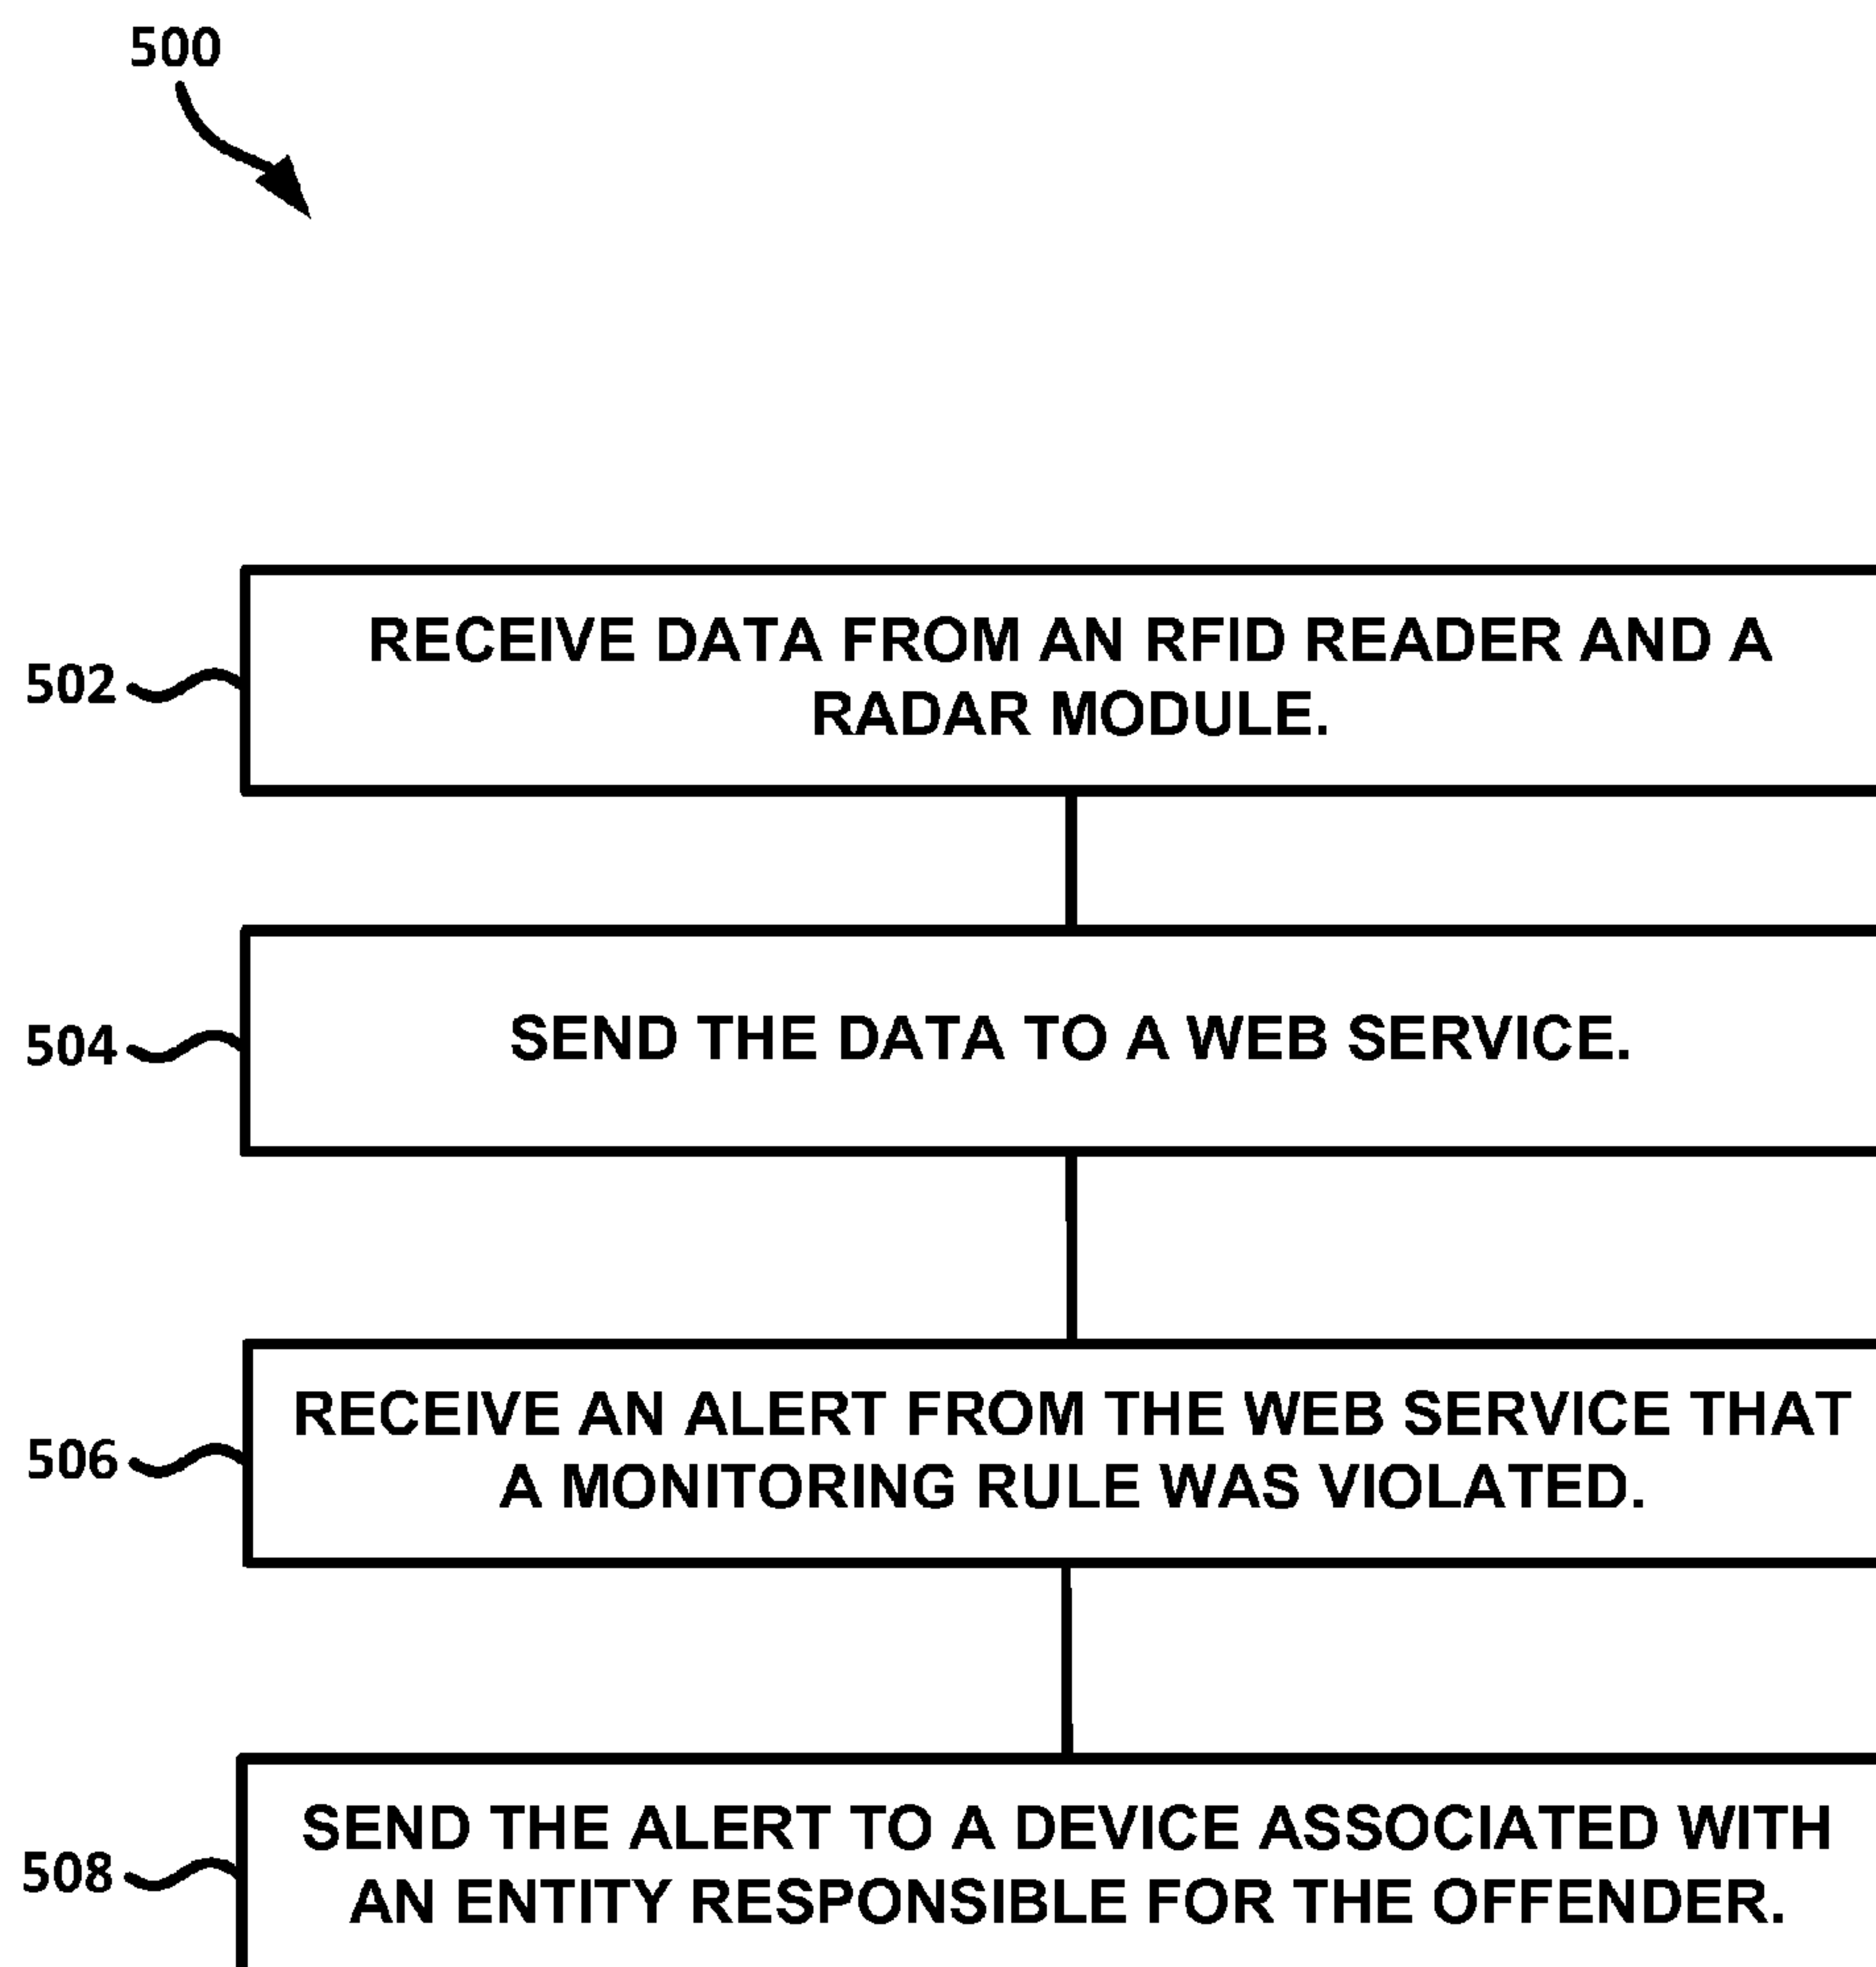 500
502
RECEIVE DATA FROM AN RFID READER AND A
RADAR MODULE.
504
SEND THE DATA TO A WEB SERVICE.
506
RECEIVE AN ALERT FROM THE WEB SERVICE THAT
A MONITORING RULE WAS VIOLATED.
508
SEND THE ALERT TO A DEVICE ASSOCIATED WITH
AN ENTITY RESPONSIBLE FOR THE OFFENDER.